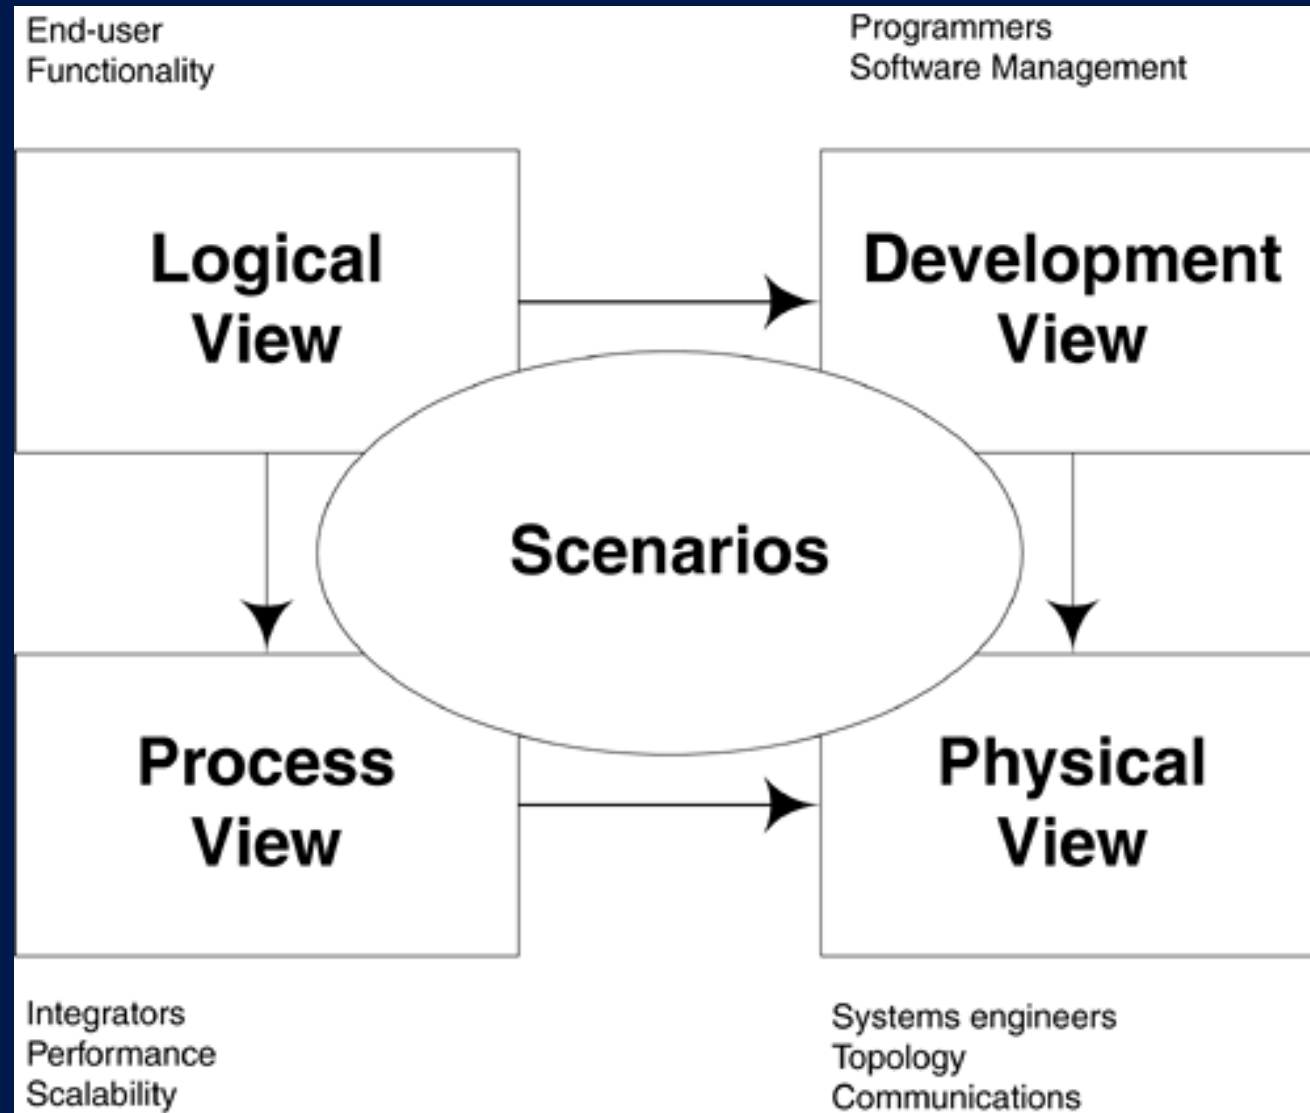 End-user
Functionality
Programmers
Software Management
Logical
View
Development
View
Scenarios
Process
View
Physical
View
Integrators
Performance
Scalability
Systems engineers
Topology
Communications